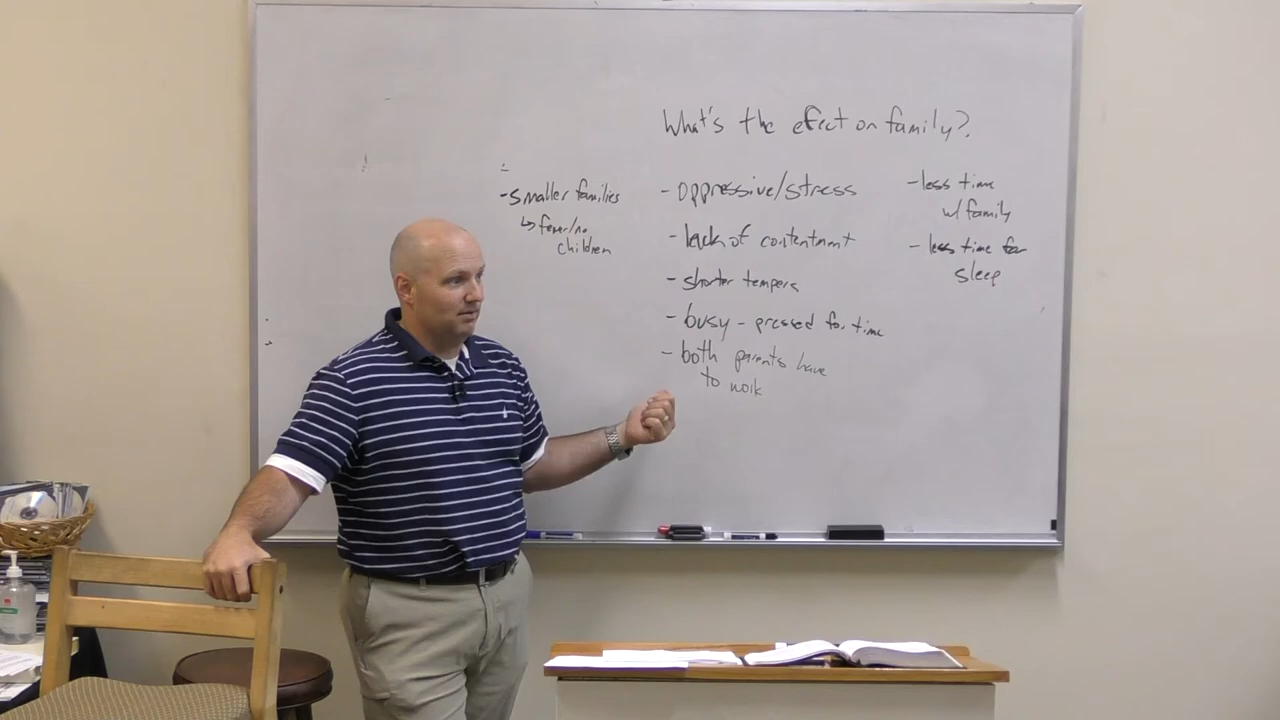 What's the effect on family?
- smaller families
↳ fewer/no
children
- oppressive/stress
- lack of contentment
- shorter tempers
- busy - pressed for time
- both parents have
to work
- less time
w/ family
- less time for
sleep